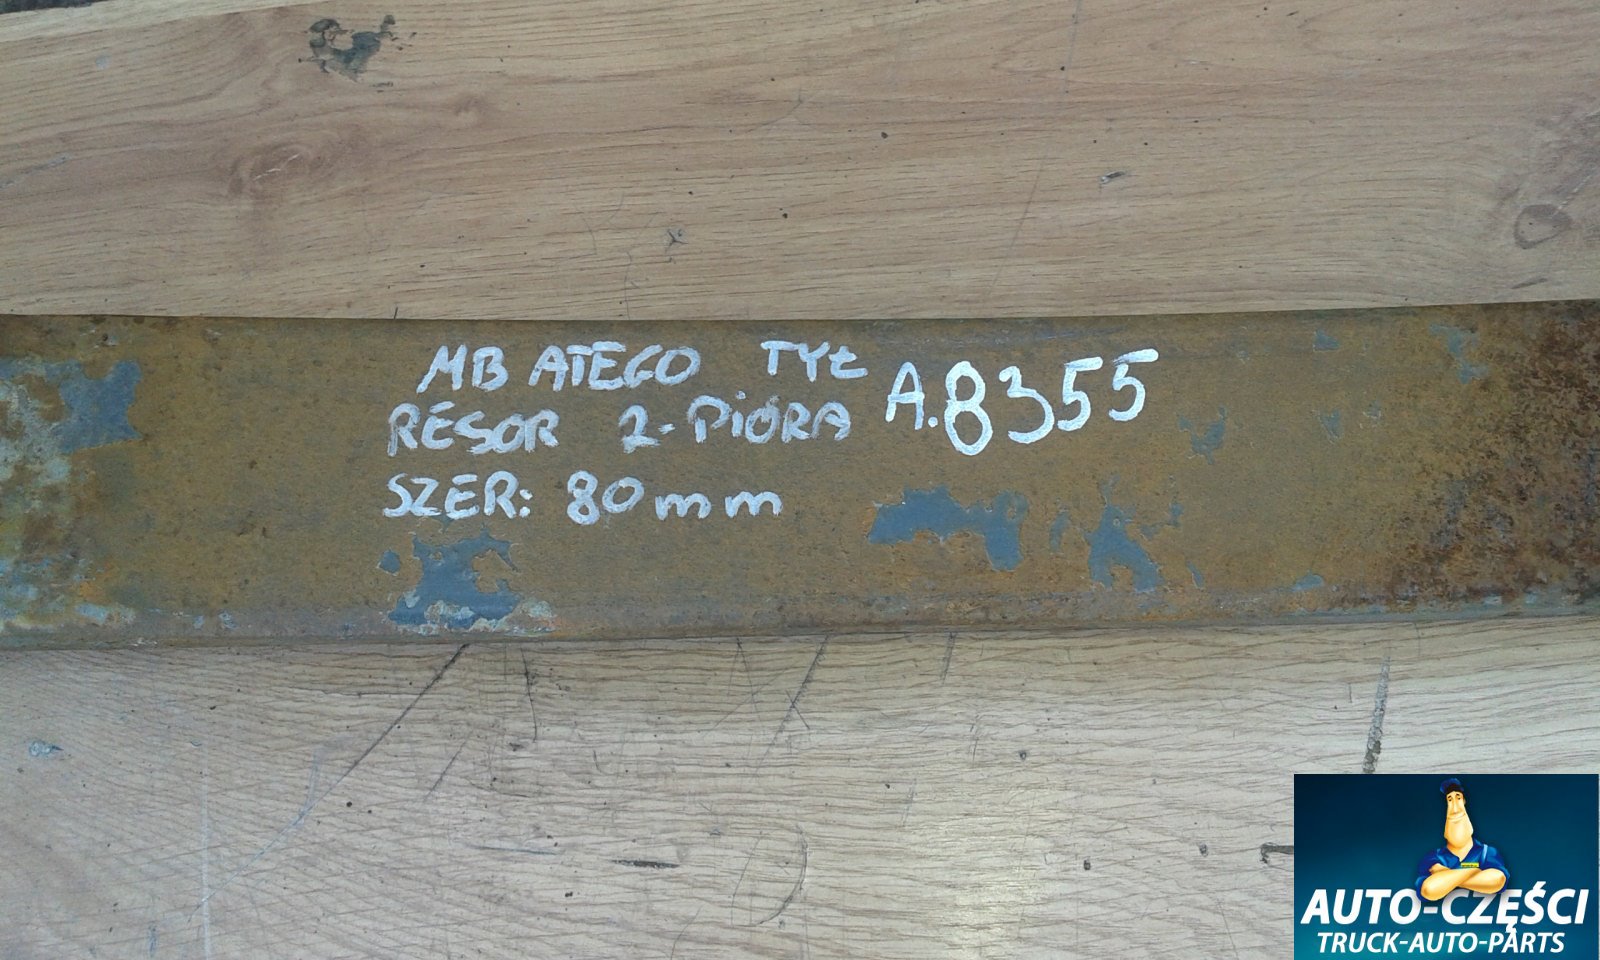 MB ATEGO TYŁ A.8355
RESOR 2-PIÓRA
SZER: 80mm
AUTO-CZĘŚCI
TRUCK-AUTO-PARTS